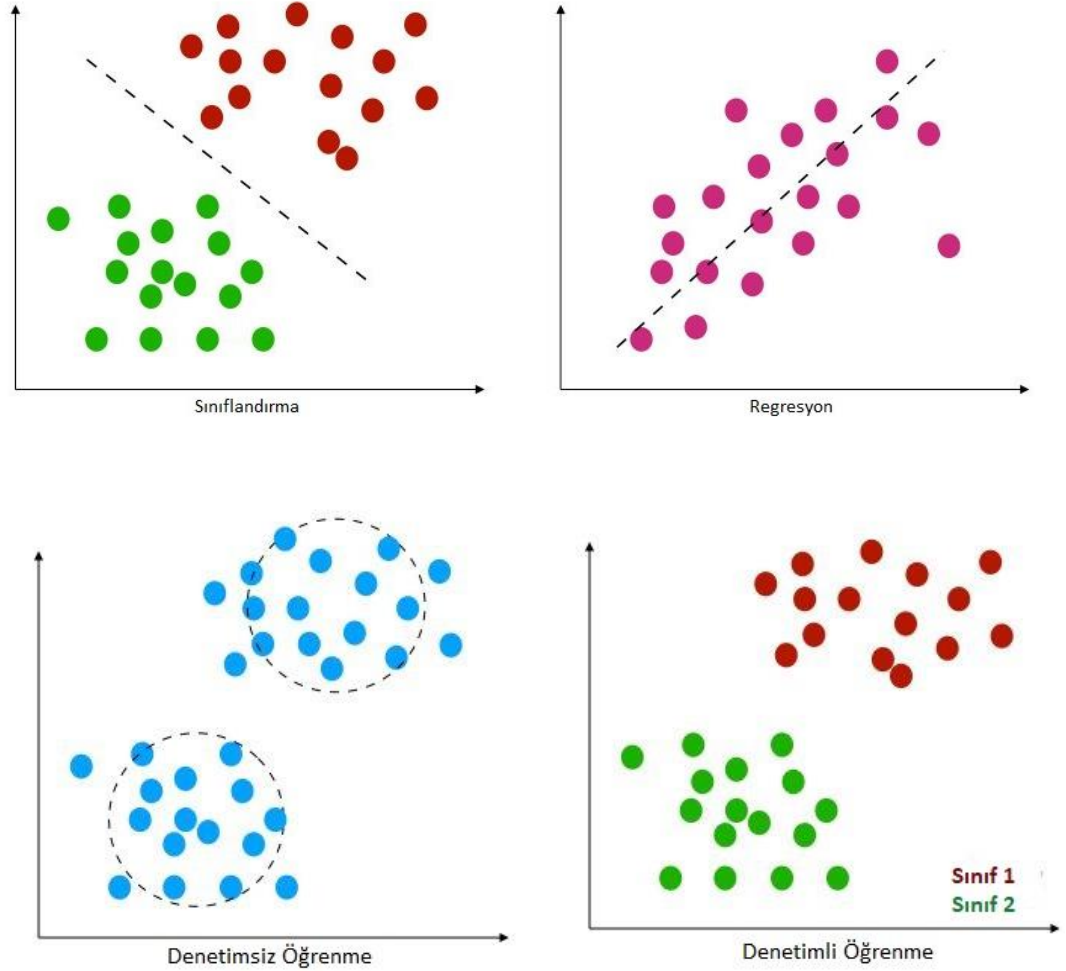 Sınıflandırma
Regresyon
Denetimsiz Öğrenme
Sınıf 1
Sınıf 2
Denetimli Öğrenme